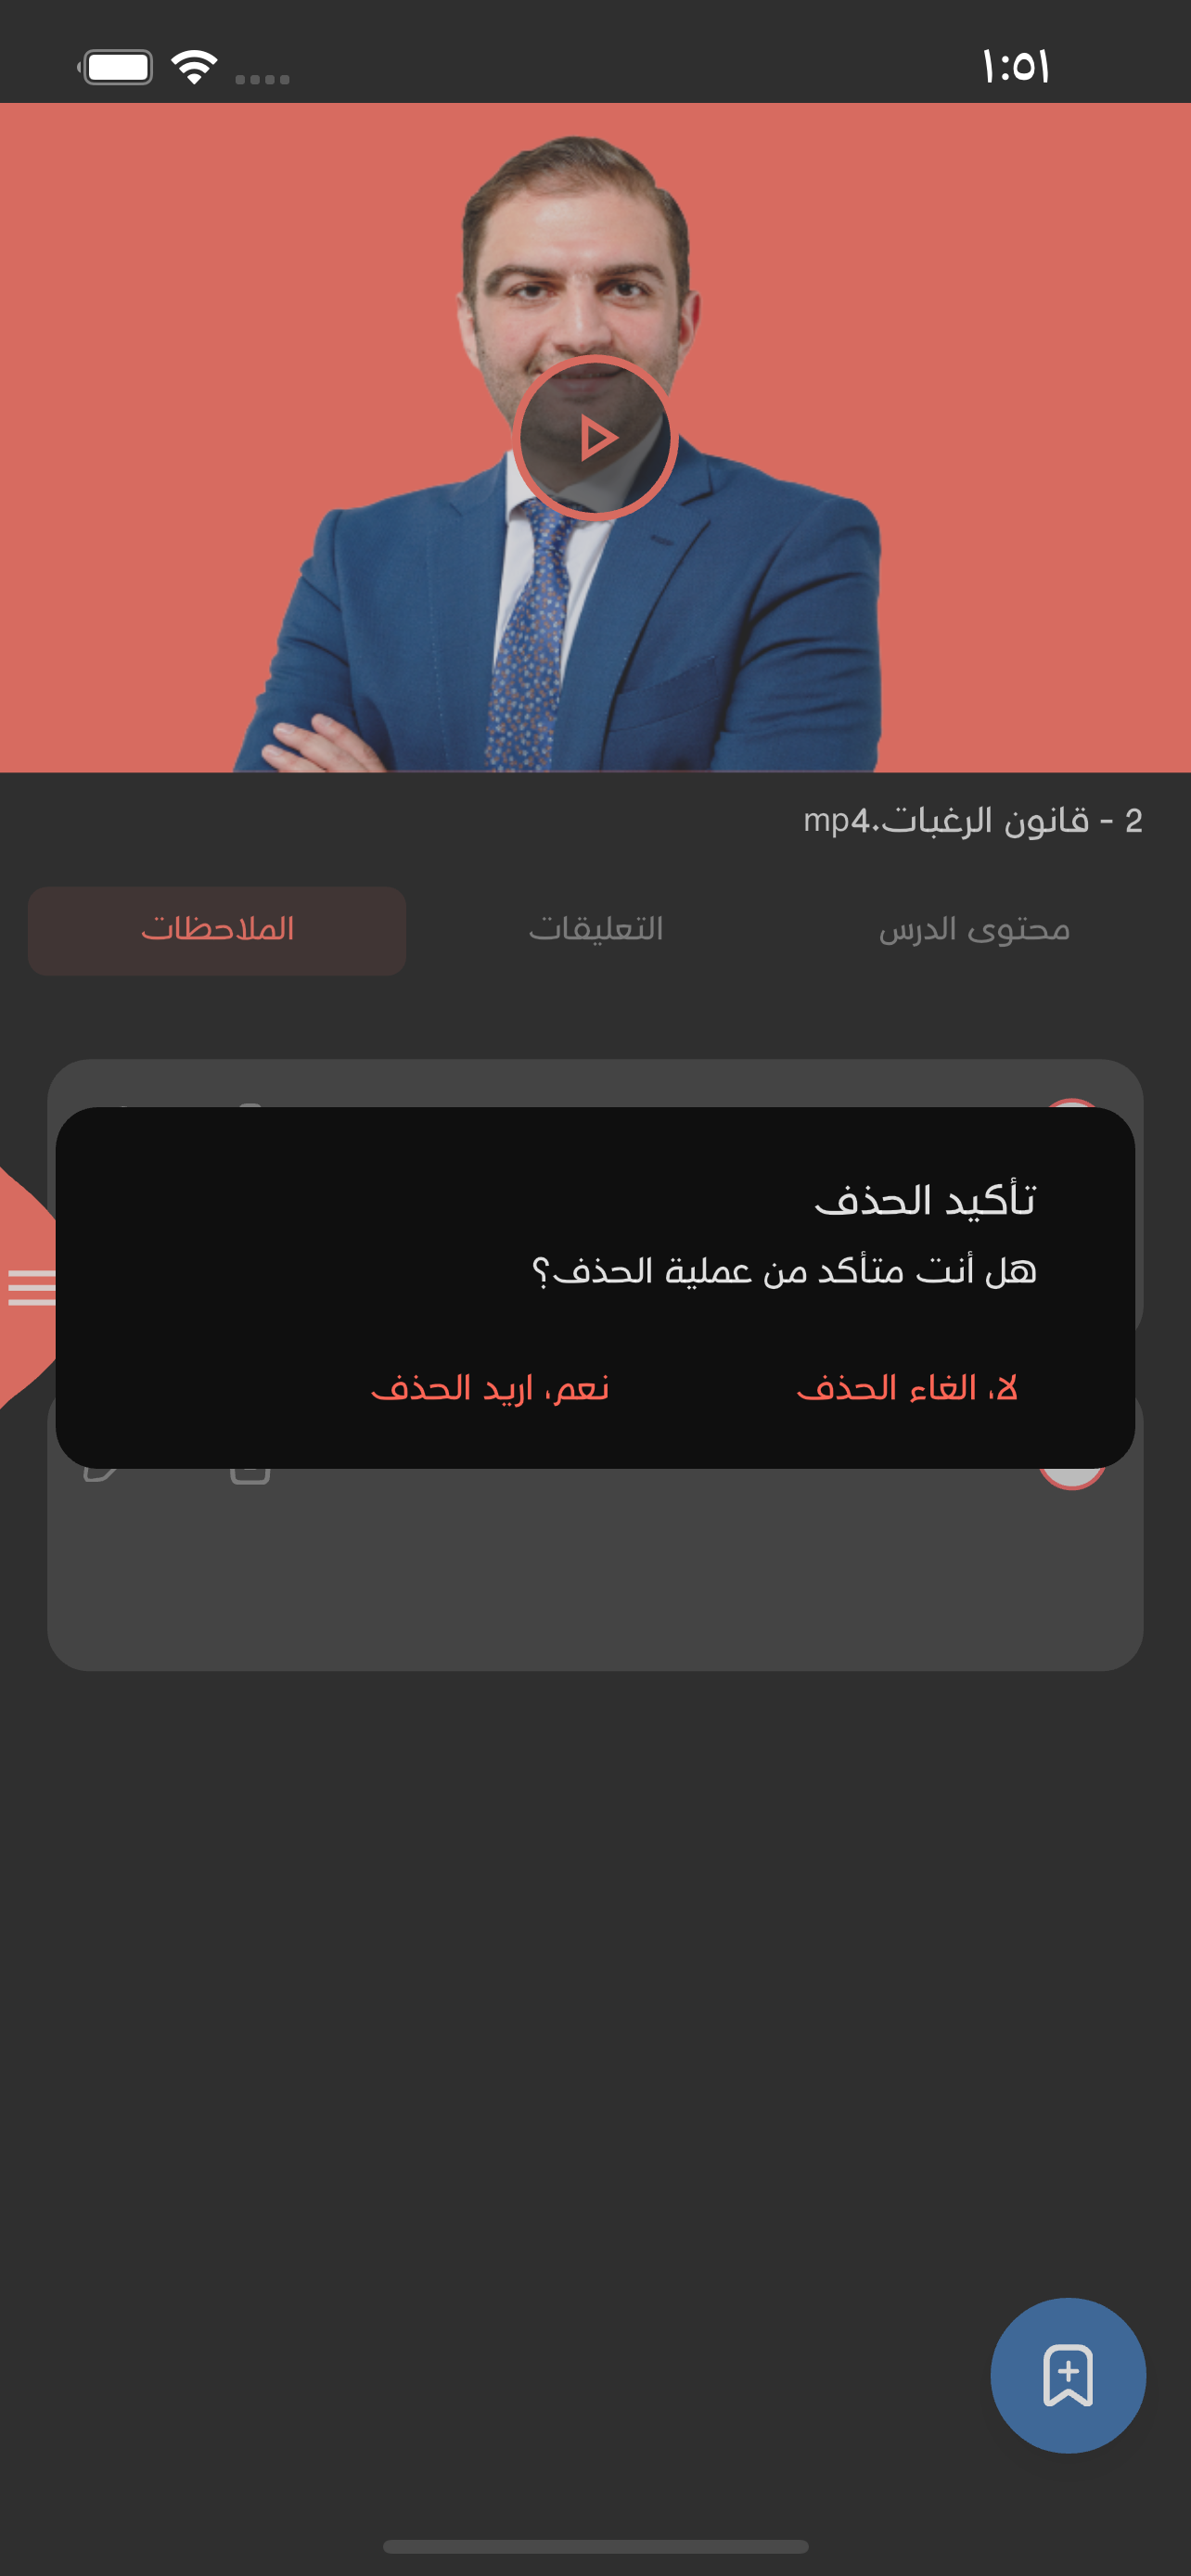 ١:٥١
2 - قانون الرغبات.mp4
محتوى الدرس
التعليقات
الملاحظات
تأكيد الحذف
هل أنت متأكد من عملية الحذف؟
لا، الغاء الحذف
نعم، اريد الحذف